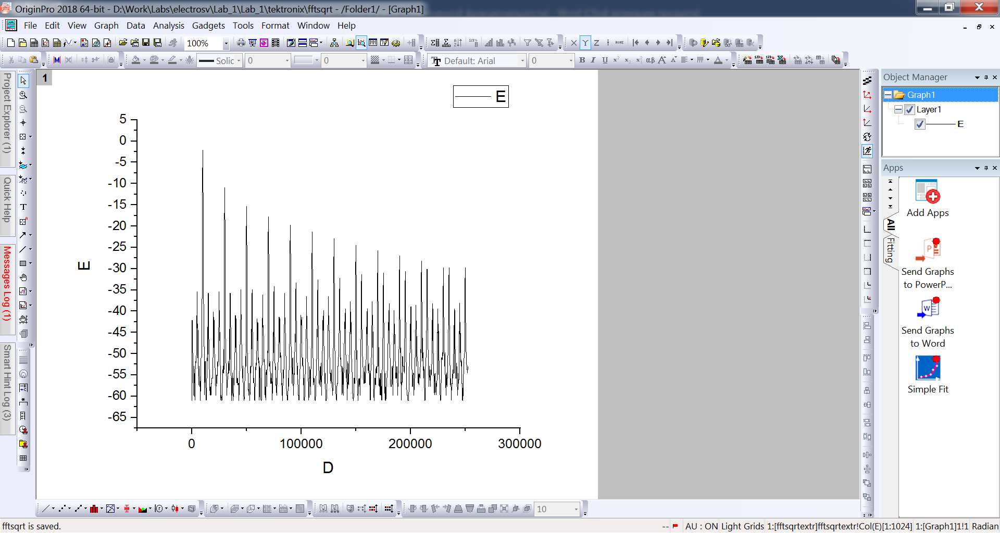 OriginPro 2018 64-bit - D:\Work\Labs\electrosv\Lab_1\Lab_1\tektronix\fftsqrt - /Folder1/ - [Graph1]
File Edit View Graph Data Analysis Gadgets Tools Format Window Help
100%
X Y Z NONE
Solic 0 0 Default: Arial 0 B I U αβ A
Project Explorer (1)
Quick Help
Messages Log (1)
Smart Hint Log (3)
1
E
5
0
-5
-10
-15
-20
-25
-30
-35
-40
-45
-50
-55
-60
-65
E
0 100000 200000 300000
D
Object Manager
Graph1
Layer1
E
Apps
All
Fitting
Add Apps
Send Graphs
to PowerP...
Send Graphs
to Word
Simple Fit
10
fftsqrt is saved.
-- AU : ON Light Grids 1:[fftsqrtextr]fftsqrtextr!Col(E)[1:1024] 1:[Graph1]1!1 Radian